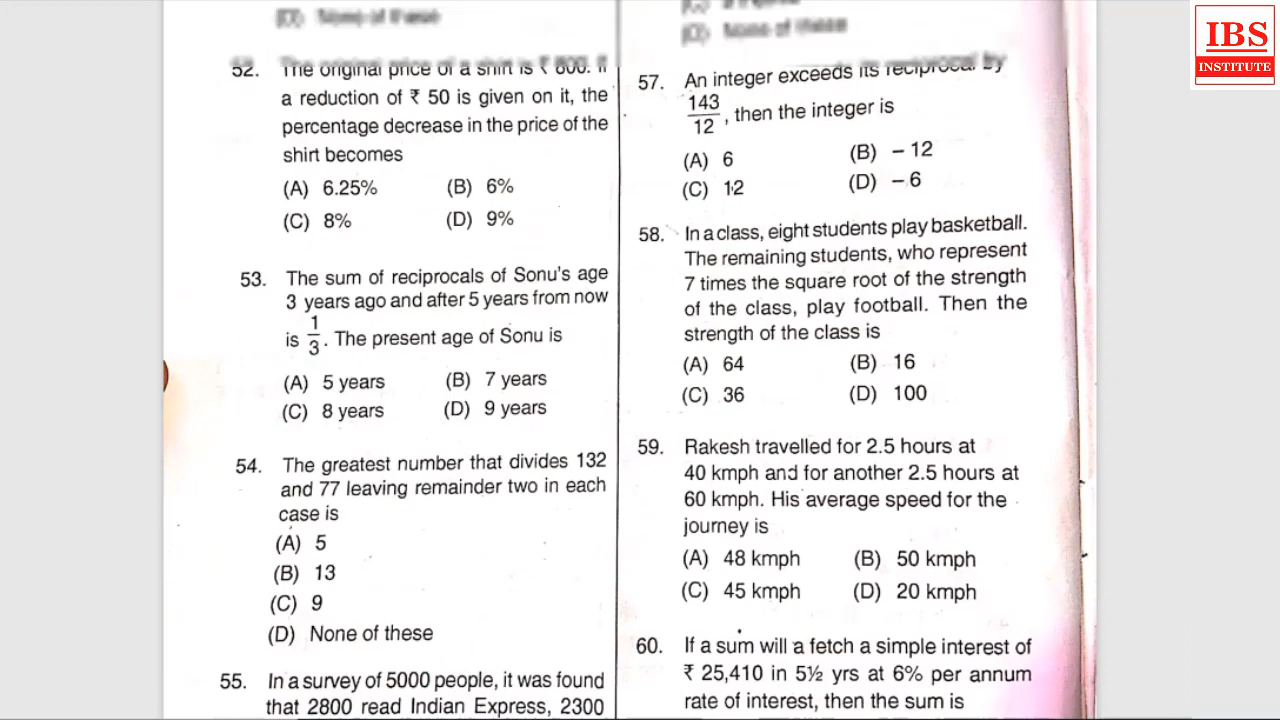 (D) None of these
52. The original price of a shirt is ₹ 800. If
a reduction of ₹ 50 is given on it, the
percentage decrease in the price of the
shirt becomes
(A) 6.25% (B) 6%
(C) 8% (D) 9%
53. The sum of reciprocals of Sonu's age
3 years ago and after 5 years from now
is 1/3. The present age of Sonu is
(A) 5 years (B) 7 years
(C) 8 years (D) 9 years
54. The greatest number that divides 132
and 77 leaving remainder two in each
case is
(A) 5
(B) 13
(C) 9
(D) None of these
55. In a survey of 5000 people, it was found
that 2800 read Indian Express, 2300
(D) None of these
57. An integer exceeds its reciprocal by
143/12, then the integer is
(A) 6 (B) – 12
(C) 12 (D) – 6
58. In a class, eight students play basketball.
The remaining students, who represent
7 times the square root of the strength
of the class, play football. Then the
strength of the class is
(A) 64 (B) 16
(C) 36 (D) 100
59. Rakesh travelled for 2.5 hours at
40 kmph and for another 2.5 hours at
60 kmph. His average speed for the
journey is
(A) 48 kmph (B) 50 kmph
(C) 45 kmph (D) 20 kmph
60. If a sum will a fetch a simple interest of
₹ 25,410 in 5½ yrs at 6% per annum
rate of interest, then the sum is
IBS
INSTITUTE